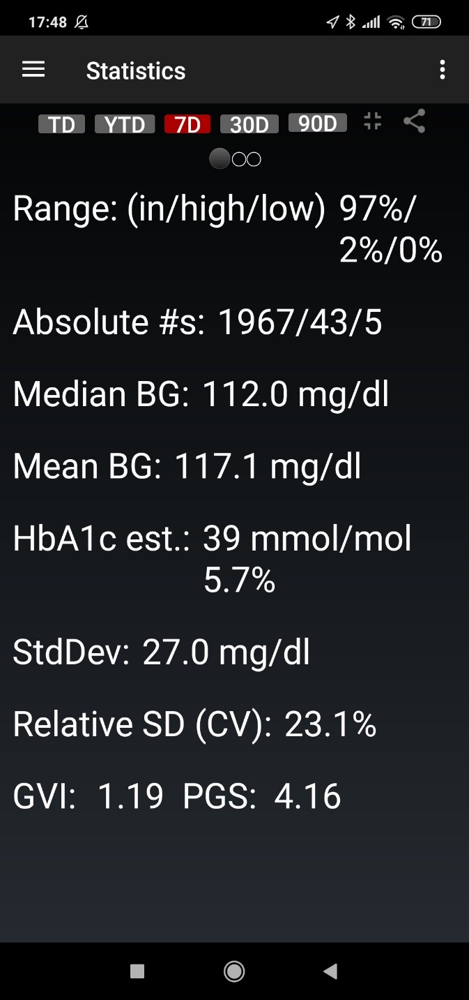 17:48
71
Statistics
TD YTD 7D 30D 90D
Range: (in/high/low) 97%/
2%/0%
Absolute #s: 1967/43/5
Median BG: 112.0 mg/dl
Mean BG: 117.1 mg/dl
HbA1c est.: 39 mmol/mol
5.7%
StdDev: 27.0 mg/dl
Relative SD (CV): 23.1%
GVI: 1.19 PGS: 4.16